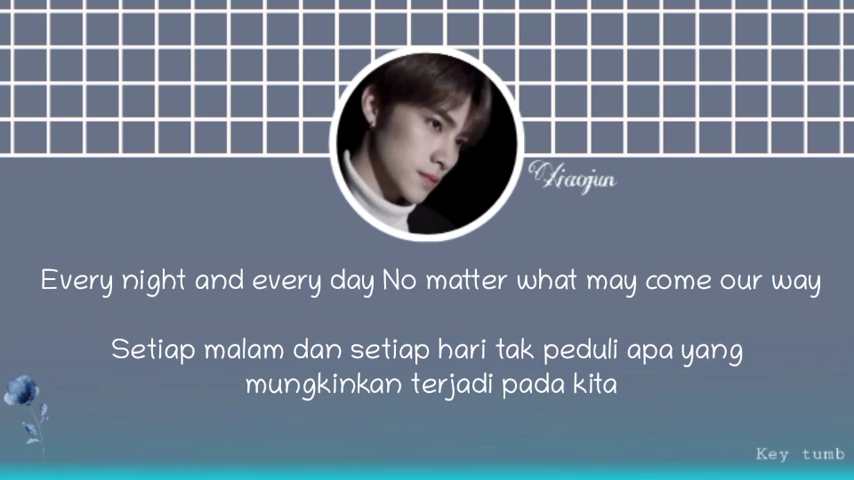 Xiaojun
Every night and every day No matter what may come our way
Setiap malam dan setiap hari tak peduli apa yang
mungkinkan terjadi pada kita
Key tumb